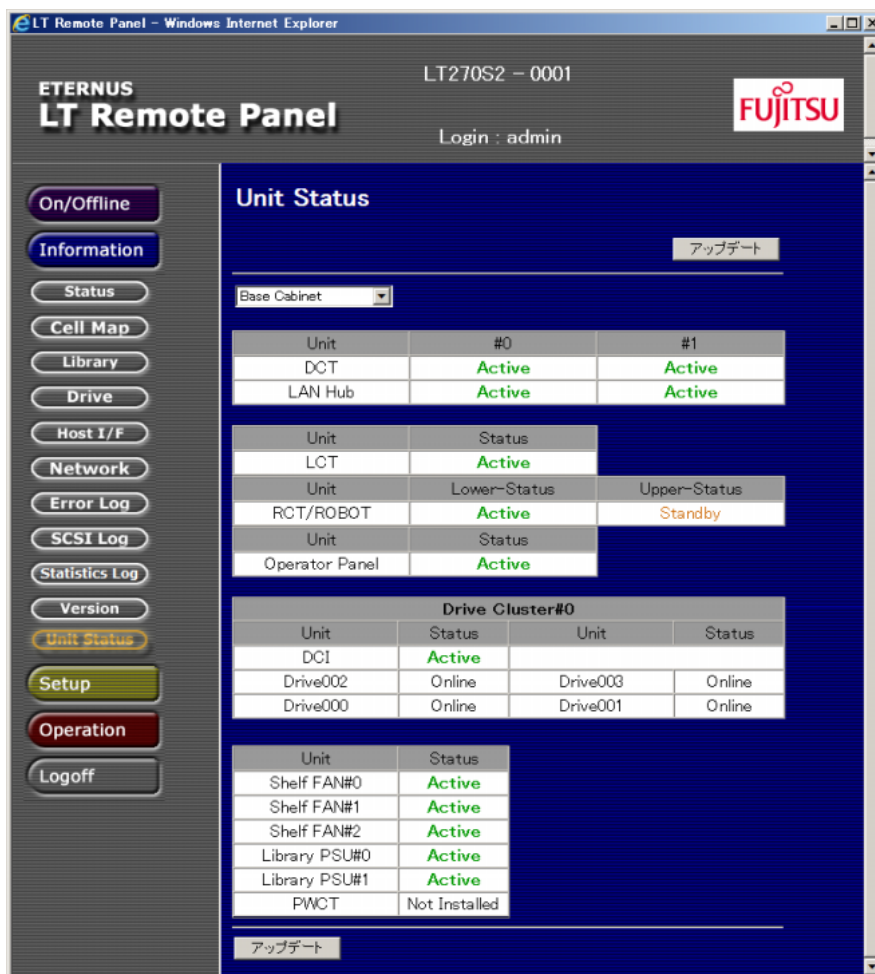 LT Remote Panel - Windows Internet Explorer
LT270S2 - 0001
ETERNUS
LT Remote Panel
FUJITSU
Login : admin
On/Offline
Information
Status
Cell Map
Library
Drive
Host I/F
Network
Error Log
SCSI Log
Statistics Log
Version
Unit Status
Setup
Operation
Logoff
Unit Status
アップデート
Base Cabinet
Unit #0 #1
DCT Active Active
LAN Hub Active Active
Unit Status
LCT Active
Unit Lower-Status Upper-Status
RCT/ROBOT Active Standby
Unit Status
Operator Panel Active
Drive Cluster#0
Unit Status Unit Status
DCI Active
Drive002 Online Drive003 Online
Drive000 Online Drive001 Online
Unit Status
Shelf FAN#0 Active
Shelf FAN#1 Active
Shelf FAN#2 Active
Library PSU#0 Active
Library PSU#1 Active
PWCT Not Installed
アップデート